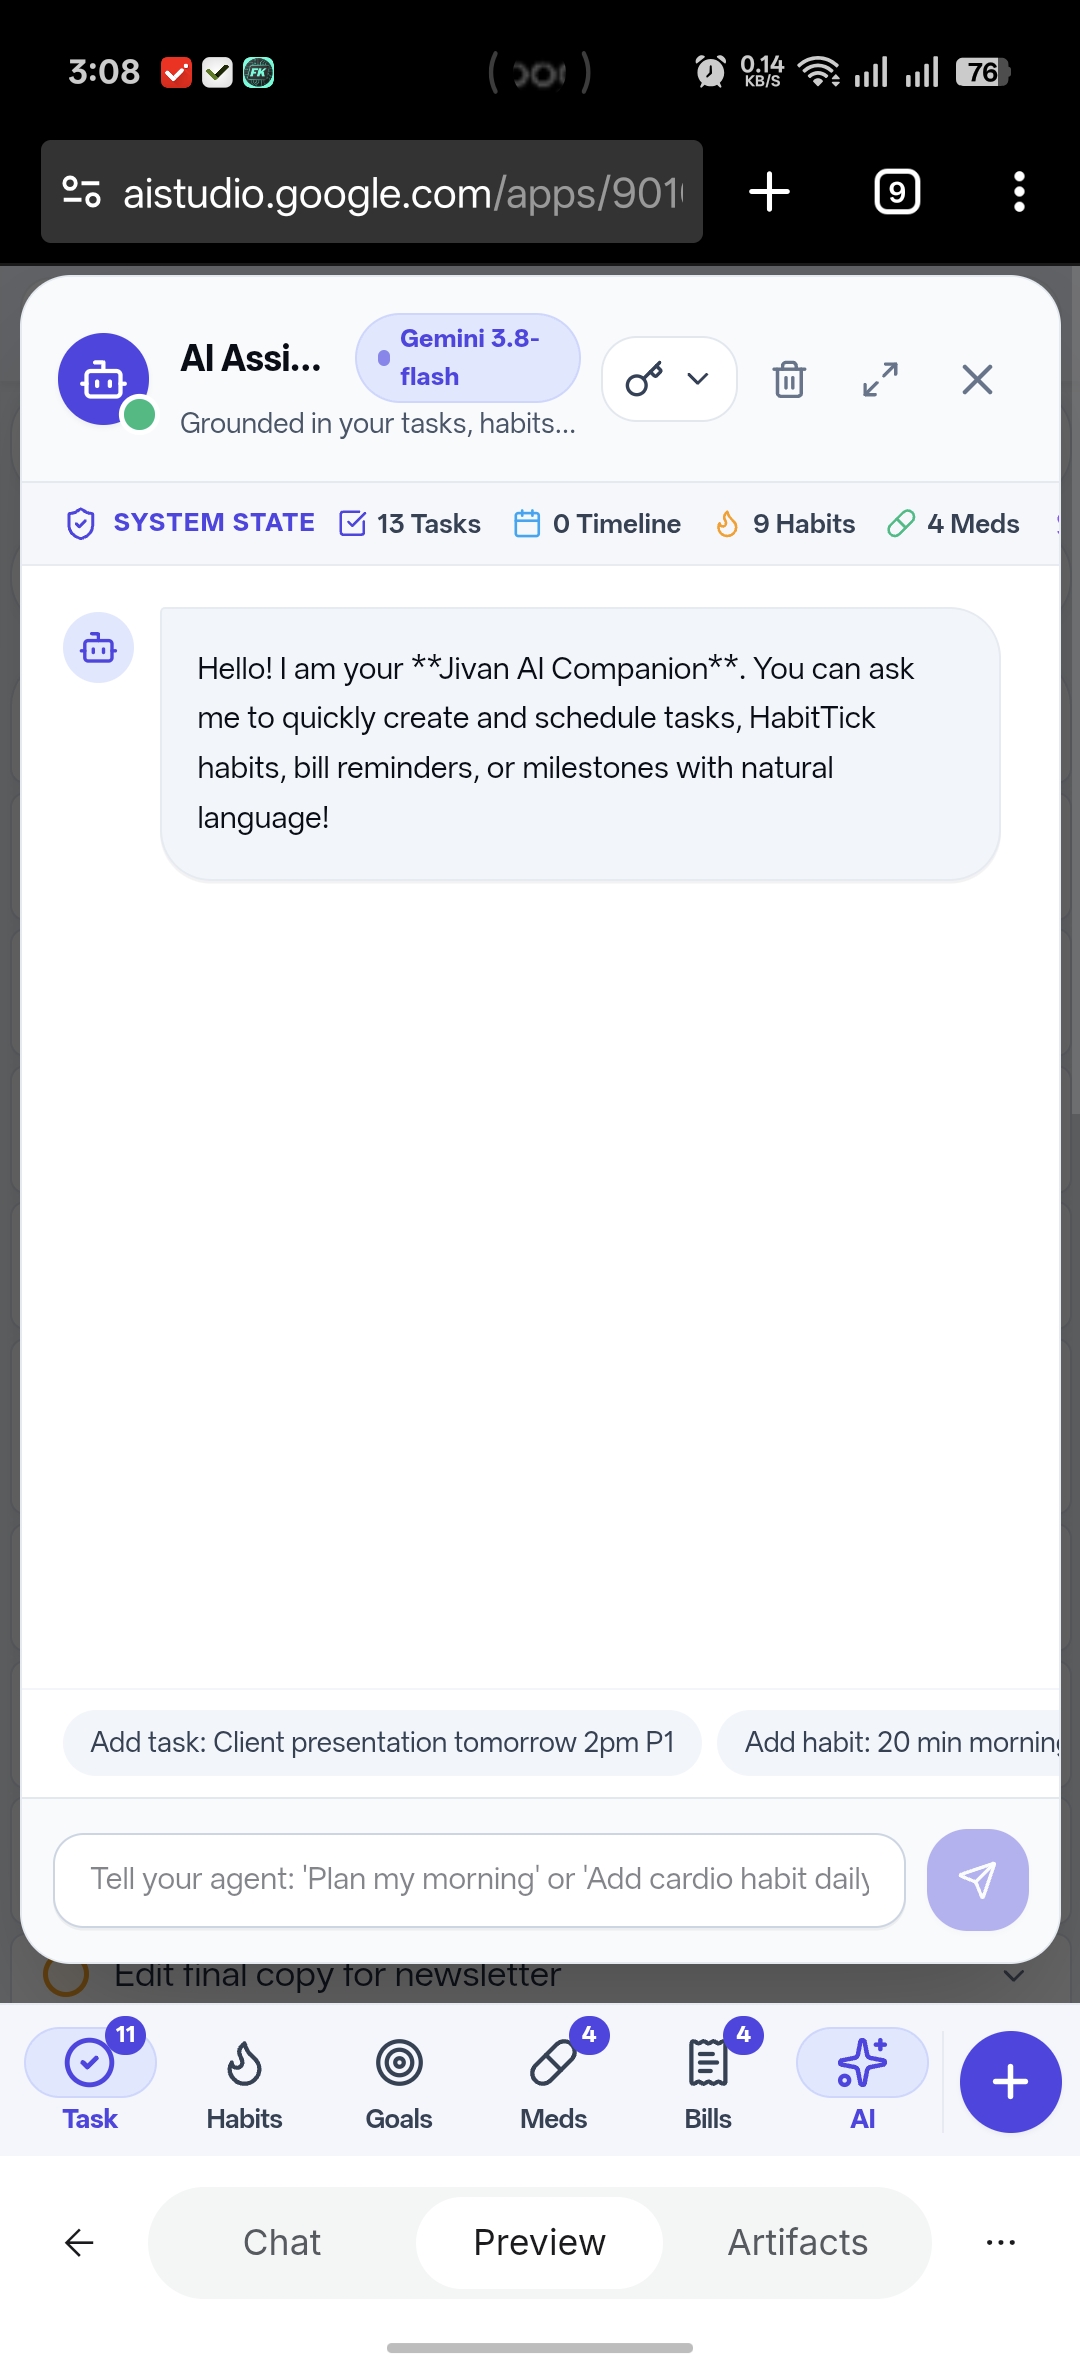 3:08
FK
0.14
KB/S
76
aistudio.google.com/apps/901
9
AI Assi...
Gemini 3.8-
flash
Grounded in your tasks, habits...
SYSTEM STATE
13 Tasks
0 Timeline
9 Habits
4 Meds
Hello! I am your **Jivan AI Companion**. You can ask
me to quickly create and schedule tasks, HabitTick
habits, bill reminders, or milestones with natural
language!
Add task: Client presentation tomorrow 2pm P1
Add habit: 20 min morning
Tell your agent: 'Plan my morning' or 'Add cardio habit daily
Edit final copy for newsletter
11
4
4
Task
Habits
Goals
Meds
Bills
AI
Chat
Preview
Artifacts